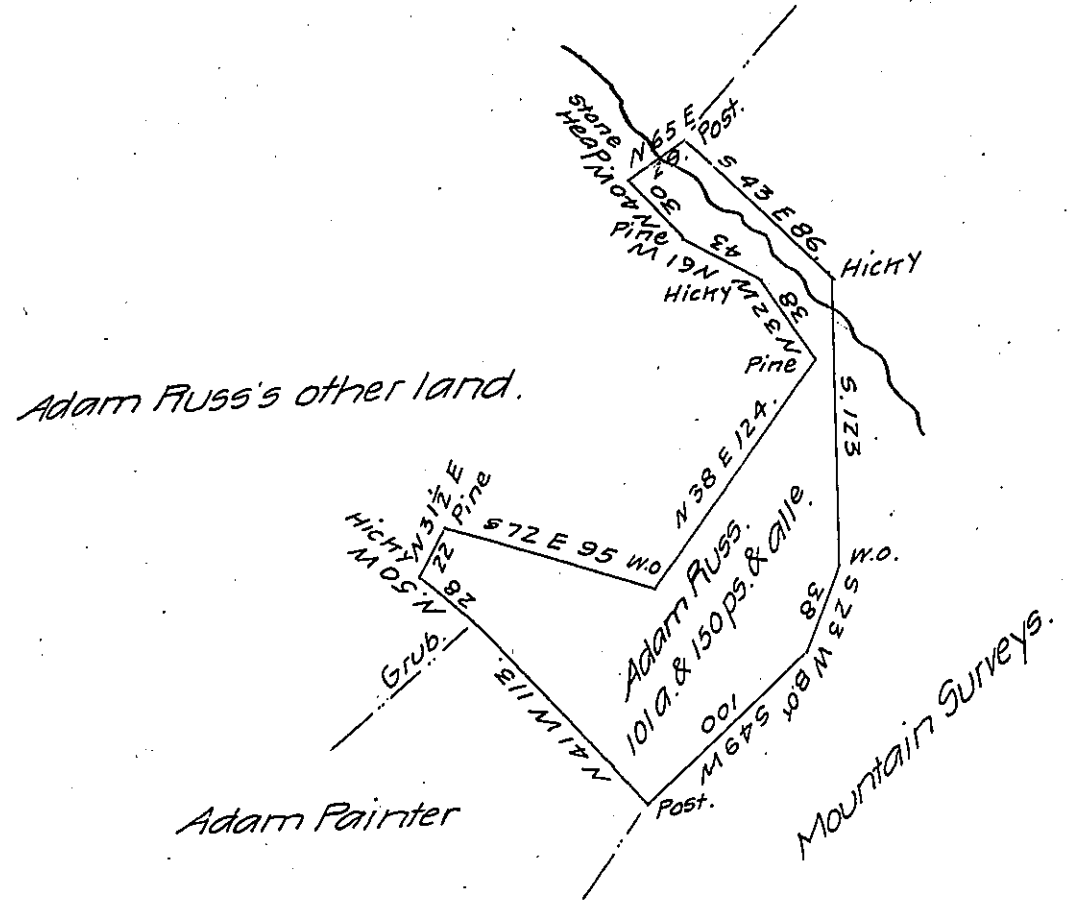 stone
Heap
N 65 E
19.
Post.
S 43 E 86.
Hicky
N 40 W
30
Pine
N 61 W
43
Hicky
N 32 W
38
Pine
S. 123
N 38 E 124.
Adam Russ's other land.
N 31½ E
22
Pine
Hicky
S 72 E 95
W.O
N. 50 W
28
Grub.
N 41 W 113.
Adam Russ.
101 a. & 150 ps. & alle.
W.O.
S 23 W
38
B.Oᵏ
S 49 W
100
Post.
Adam Painter
Mountain Surveys.